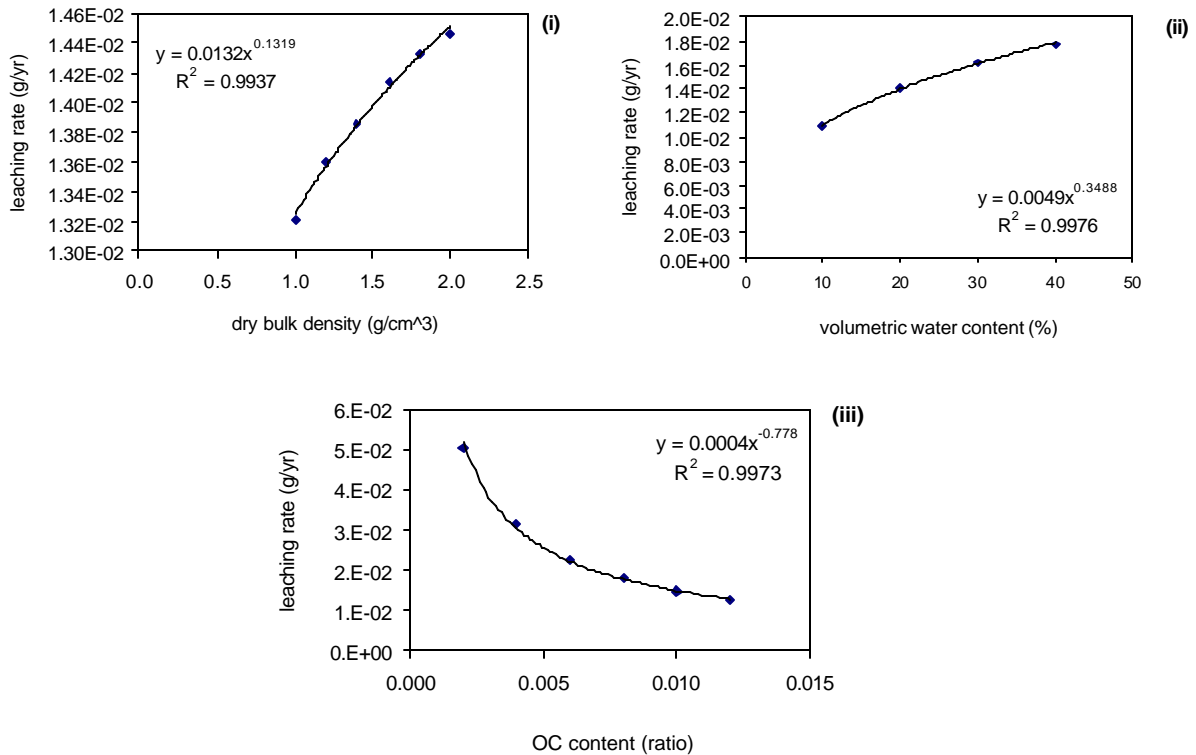 (i)
1.46E-02
1.44E-02
1.42E-02
1.40E-02
1.38E-02
1.36E-02
1.34E-02
1.32E-02
1.30E-02
leaching rate (g/yr)
y = 0.0132x^0.1319
R^2 = 0.9937
0.0 0.5 1.0 1.5 2.0 2.5
dry bulk density (g/cm^3)
(ii)
2.0E-02
1.8E-02
1.6E-02
1.4E-02
1.2E-02
1.0E-02
8.0E-03
6.0E-03
4.0E-03
2.0E-03
0.0E+00
leaching rate (g/yr)
y = 0.0049x^0.3488
R^2 = 0.9976
0 10 20 30 40 50
volumetric water content (%)
(iii)
6.E-02
5.E-02
4.E-02
3.E-02
2.E-02
1.E-02
0.E+00
leaching rate (g/yr)
y = 0.0004x^-0.778
R^2 = 0.9973
0.000 0.005 0.010 0.015
OC content (ratio)